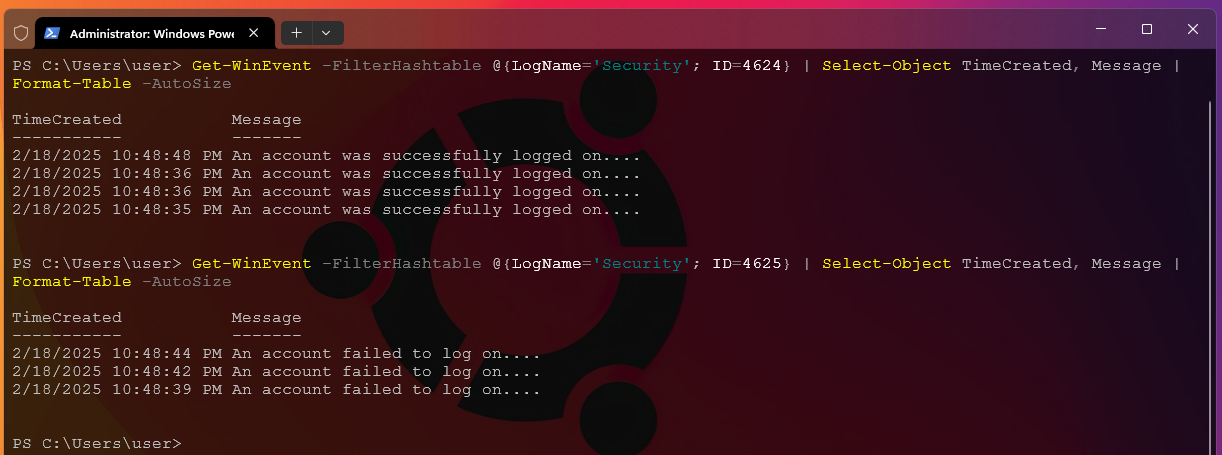 Administrator: Windows Powe
PS C:\Users\user> Get-WinEvent -FilterHashtable @{LogName='Security'; ID=4624} | Select-Object TimeCreated, Message |
Format-Table -AutoSize
TimeCreated Message
----------- -------
2/18/2025 10:48:48 PM An account was successfully logged on....
2/18/2025 10:48:36 PM An account was successfully logged on....
2/18/2025 10:48:36 PM An account was successfully logged on....
2/18/2025 10:48:35 PM An account was successfully logged on....
PS C:\Users\user> Get-WinEvent -FilterHashtable @{LogName='Security'; ID=4625} | Select-Object TimeCreated, Message |
Format-Table -AutoSize
TimeCreated Message
----------- -------
2/18/2025 10:48:44 PM An account failed to log on....
2/18/2025 10:48:42 PM An account failed to log on....
2/18/2025 10:48:39 PM An account failed to log on....
PS C:\Users\user>